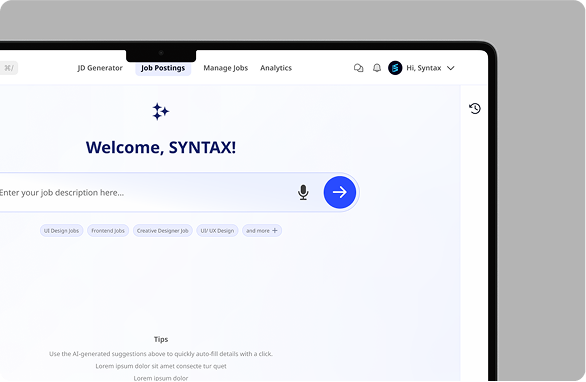 ⌘/ JD Generator Job Postings Manage Jobs Analytics Hi, Syntax
Welcome, SYNTAX!
Enter your job description here...
UI Design Jobs Frontend Jobs Creative Designer Job UI/ UX Design and more +
Tips
Use the AI-generated suggestions above to quickly auto-fill details with a click.
Lorem ipsum dolor sit amet consecte tur quet
Lorem ipsum dolor